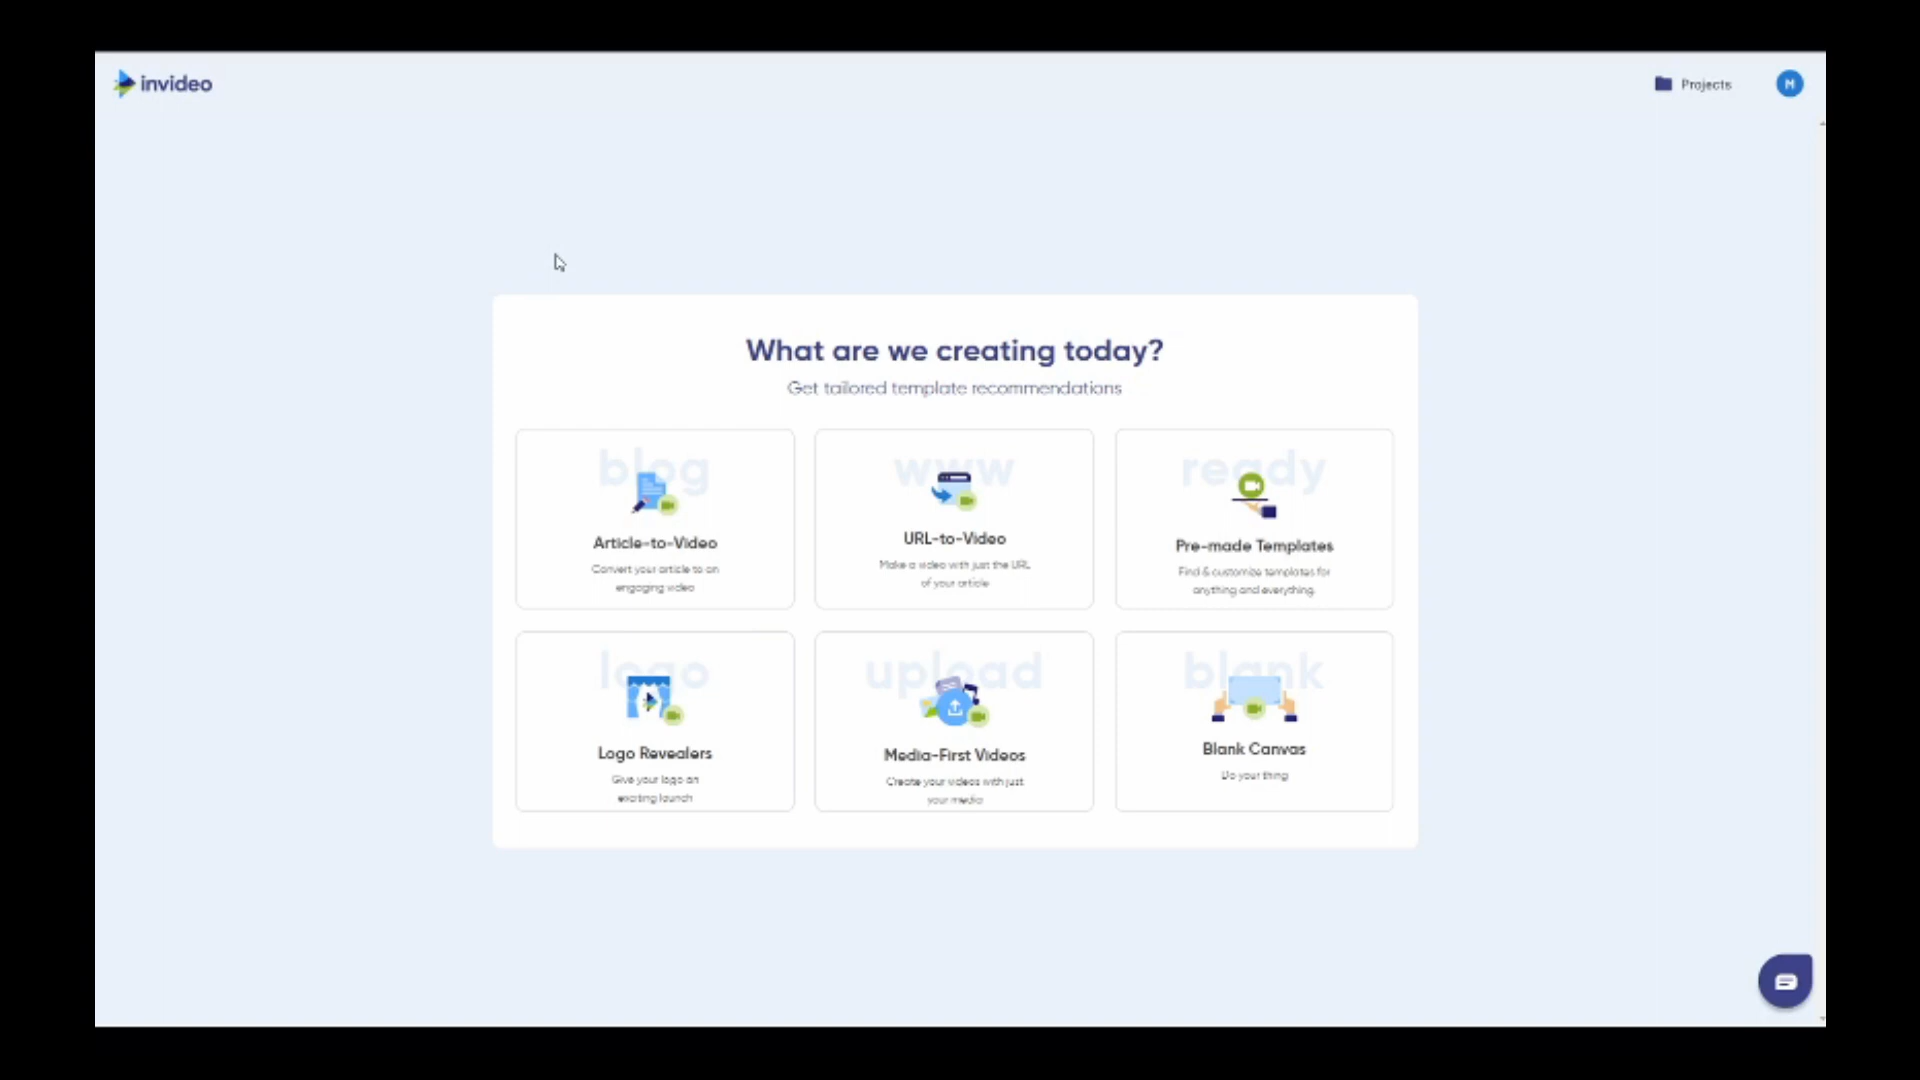 invideo
Projects
M
What are we creating today?
Get tailored template recommendations
blog
Article-to-Video
Convert your article to an
engaging video
www
URL-to-Video
Make a video with just the URL
of your article
ready
Pre-made Templates
Find & customize templates for
anything and everything.
logo
Logo Revealers
Give your logo an
exciting launch
upload
Media-First Videos
Create your videos with just
your media
blank
Blank Canvas
Do your thing